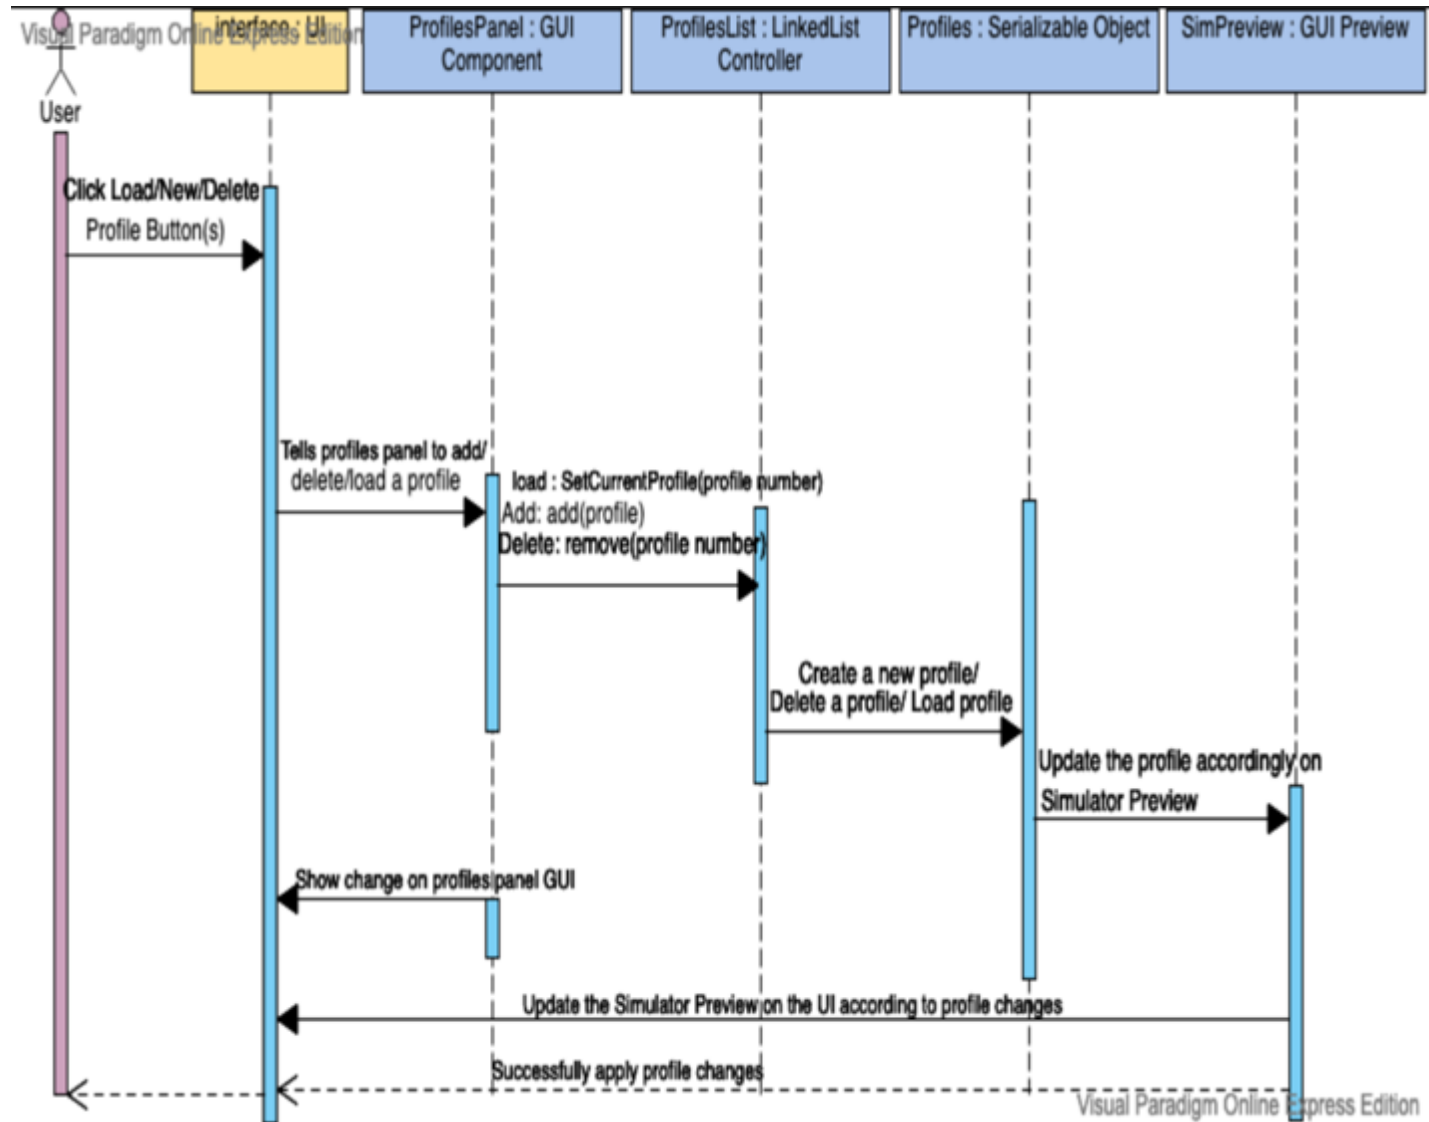 Visual Paradigm Online Express Edition
interface : UI
ProfilesPanel : GUI
Component
ProfilesList : LinkedList
Controller
Profiles : Serializable Object
SimPreview : GUI Preview
User
Click Load/New/Delete
Profile Button(s)
Tells profiles panel to add/
delete/load a profile
load : SetCurrentProfile(profile number)
Add: add(profile)
Delete: remove(profile number)
Create a new profile/
Delete a profile/ Load profile
Update the profile accordingly on
Simulator Preview
Show change on profiles panel GUI
Update the Simulator Preview on the UI according to profile changes
Successfully apply profile changes
Visual Paradigm Online Express Edition